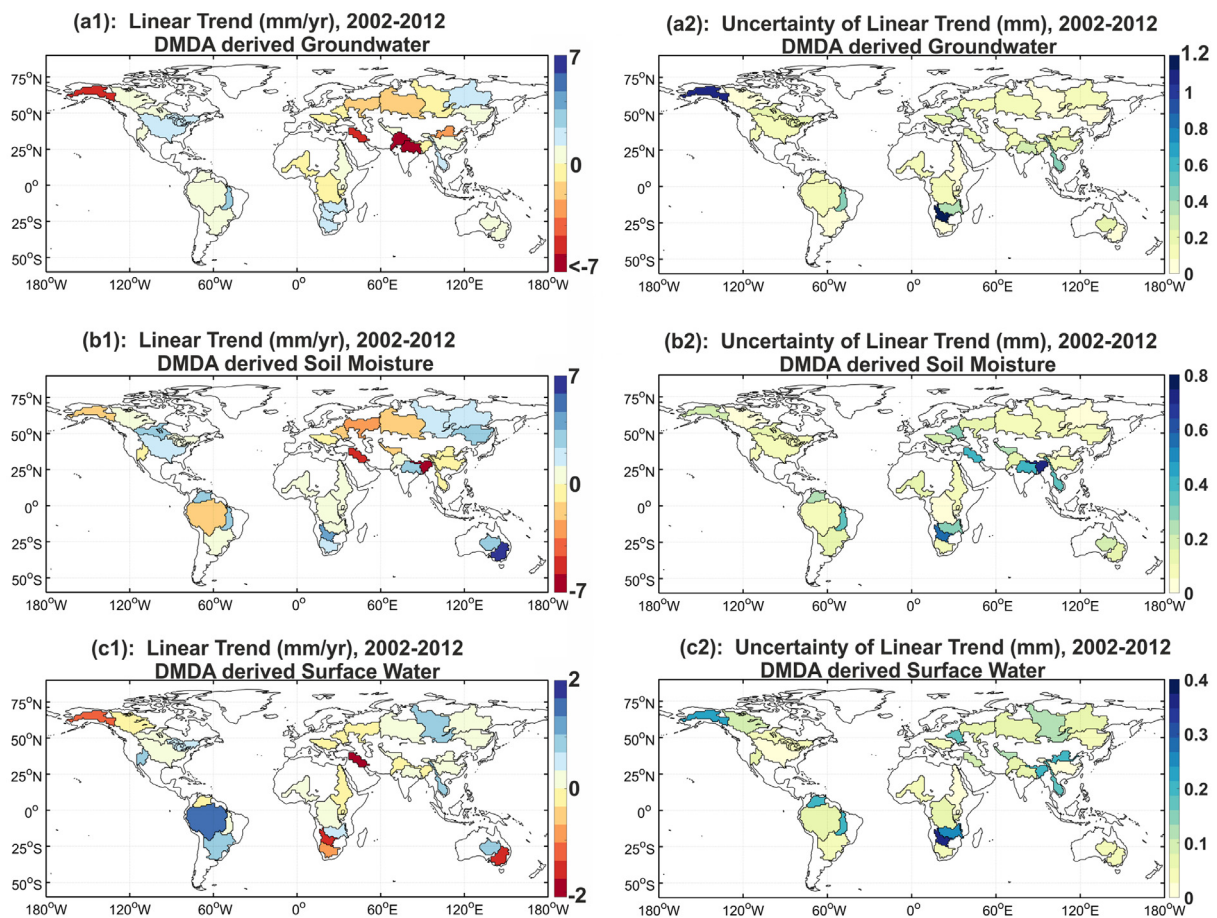 (a1): Linear Trend (mm/yr), 2002-2012
DMDA derived Groundwater
7
0
<-7
75°N
50°N
25°N
0°
25°S
50°S
180°W
120°W
60°W
0°
60°E
120°E
180°W
(a2): Uncertainty of Linear Trend (mm), 2002-2012
DMDA derived Groundwater
1.2
1
0.8
0.6
0.4
0.2
0
75°N
50°N
25°N
0°
25°S
50°S
180°W
120°W
60°W
0°
60°E
120°E
180°W
(b1): Linear Trend (mm/yr), 2002-2012
DMDA derived Soil Moisture
7
0
-7
75°N
50°N
25°N
0°
25°S
50°S
180°W
120°W
60°W
0°
60°E
120°E
180°W
(b2): Uncertainty of Linear Trend (mm), 2002-2012
DMDA derived Soil Moisture
0.8
0.6
0.4
0.2
0
75°N
50°N
25°N
0°
25°S
50°S
180°W
120°W
60°W
0°
60°E
120°E
180°W
(c1): Linear Trend (mm/yr), 2002-2012
DMDA derived Surface Water
2
0
-2
75°N
50°N
25°N
0°
25°S
50°S
180°W
120°W
60°W
0°
60°E
120°E
180°W
(c2): Uncertainty of Linear Trend (mm), 2002-2012
DMDA derived Surface Water
0.4
0.3
0.2
0.1
0
75°N
50°N
25°N
0°
25°S
50°S
180°W
120°W
60°W
0°
60°E
120°E
180°W